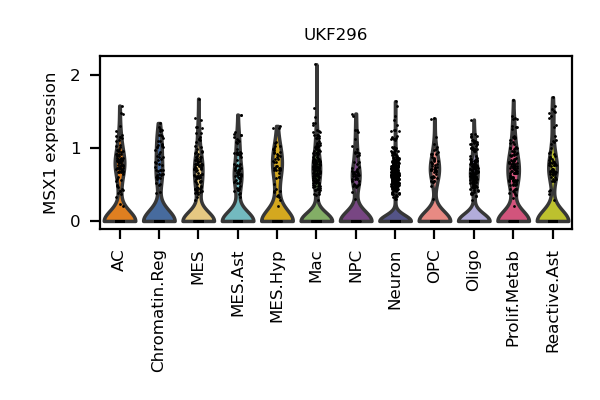 UKF296
MSX1 expression
2
1
0
AC
Chromatin.Reg
MES
MES.Ast
MES.Hyp
Mac
NPC
Neuron
OPC
Oligo
Prolif.Metab
Reactive.Ast